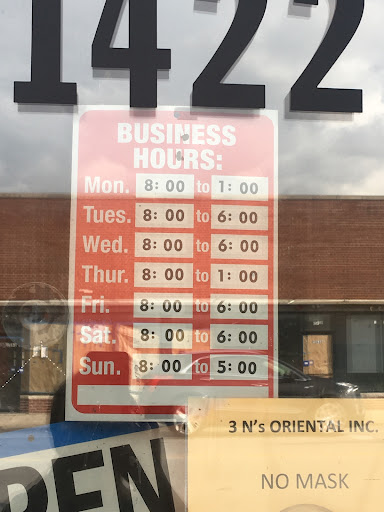 1422
BUSINESS
HOURS:
Mon. 8: 00 to 1: 00
Tues. 8: 00 to 6: 00
Wed. 8: 00 to 6: 00
Thur. 8: 00 to 1: 00
Fri. 8: 00 to 6: 00
Sat. 8: 00 to 6: 00
Sun. 8: 00 to 5: 00
3 N's ORIENTAL INC.
NO MASK
PEN